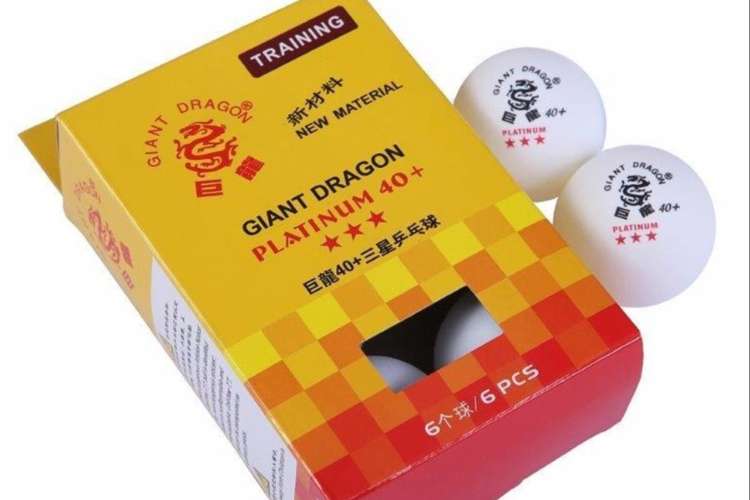 TRAINING
GIANT DRAGON®
巨龍
新材料
NEW MATERIAL
GIANT DRAGON
PLATINUM 40+
★★★
巨龍40+三星乒乓球
6个球/6 PCS
GIANT DRAGON®
巨龍 40+
PLATINUM
★★★
GIANT DRAGON®
巨龍 40+
PLATINUM
★★★